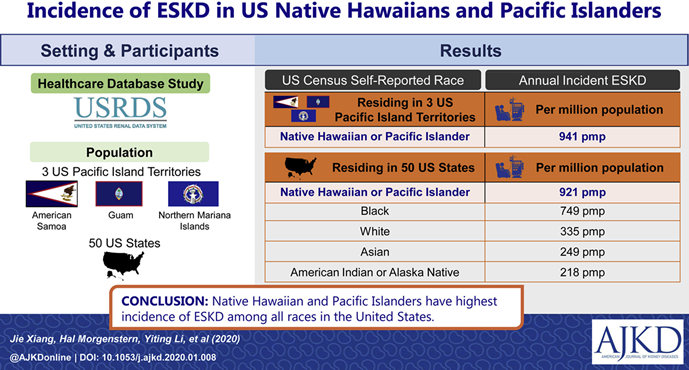 Incidence of ESKD in US Native Hawaiians and Pacific Islanders
Setting & Participants
Healthcare Database Study
USRDS
UNITED STATES RENAL DATA SYSTEM
Population
3 US Pacific Island Territories
American
Samoa
Guam
Northern Mariana
Islands
50 US States
Results
US Census Self-Reported Race Annual Incident ESKD
Residing in 3 US
Pacific Island Territories
Per million population
Native Hawaiian or Pacific Islander 941 pmp
Residing in 50 US States Per million population
Native Hawaiian or Pacific Islander 921 pmp
Black 749 pmp
White 335 pmp
Asian 249 pmp
American Indian or Alaska Native 218 pmp
CONCLUSION: Native Hawaiian and Pacific Islanders have highest
incidence of ESKD among all races in the United States.
Jie Xiang, Hal Morgenstern, Yiting Li, et al (2020)
@AJKDonline | DOI: 10.1053/j.ajkd.2020.01.008
AJKD
AMERICAN JOURNAL OF KIDNEY DISEASES